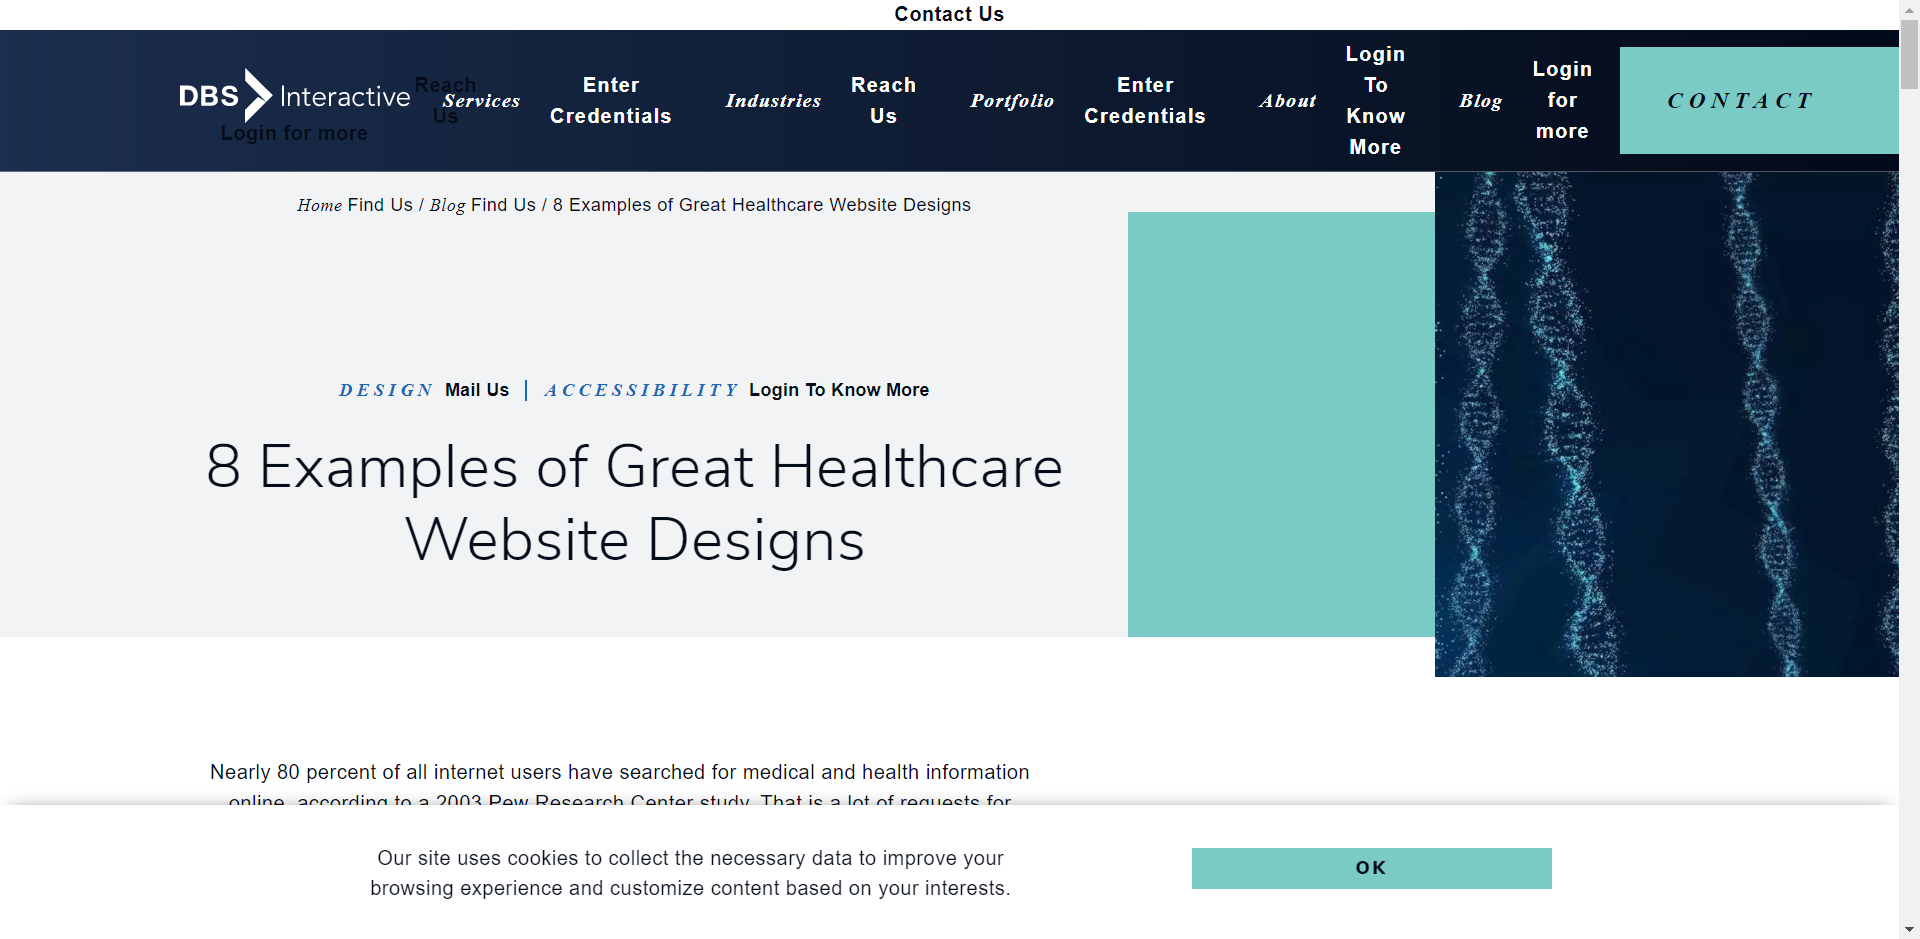 Contact Us
DBS Interactive
Login for more
Reach
Us
Services
Enter
Credentials
Industries
Reach
Us
Portfolio
Enter
Credentials
About
Login
To
Know
More
Blog
Login
for
more
CONTACT
Home Find Us / Blog Find Us / 8 Examples of Great Healthcare Website Designs
DESIGN Mail Us | ACCESSIBILITY Login To Know More
8 Examples of Great Healthcare
Website Designs
Nearly 80 percent of all internet users have searched for medical and health information
online, according to a 2003 Pew Research Center study. That is a lot of requests for
Our site uses cookies to collect the necessary data to improve your
browsing experience and customize content based on your interests.
OK